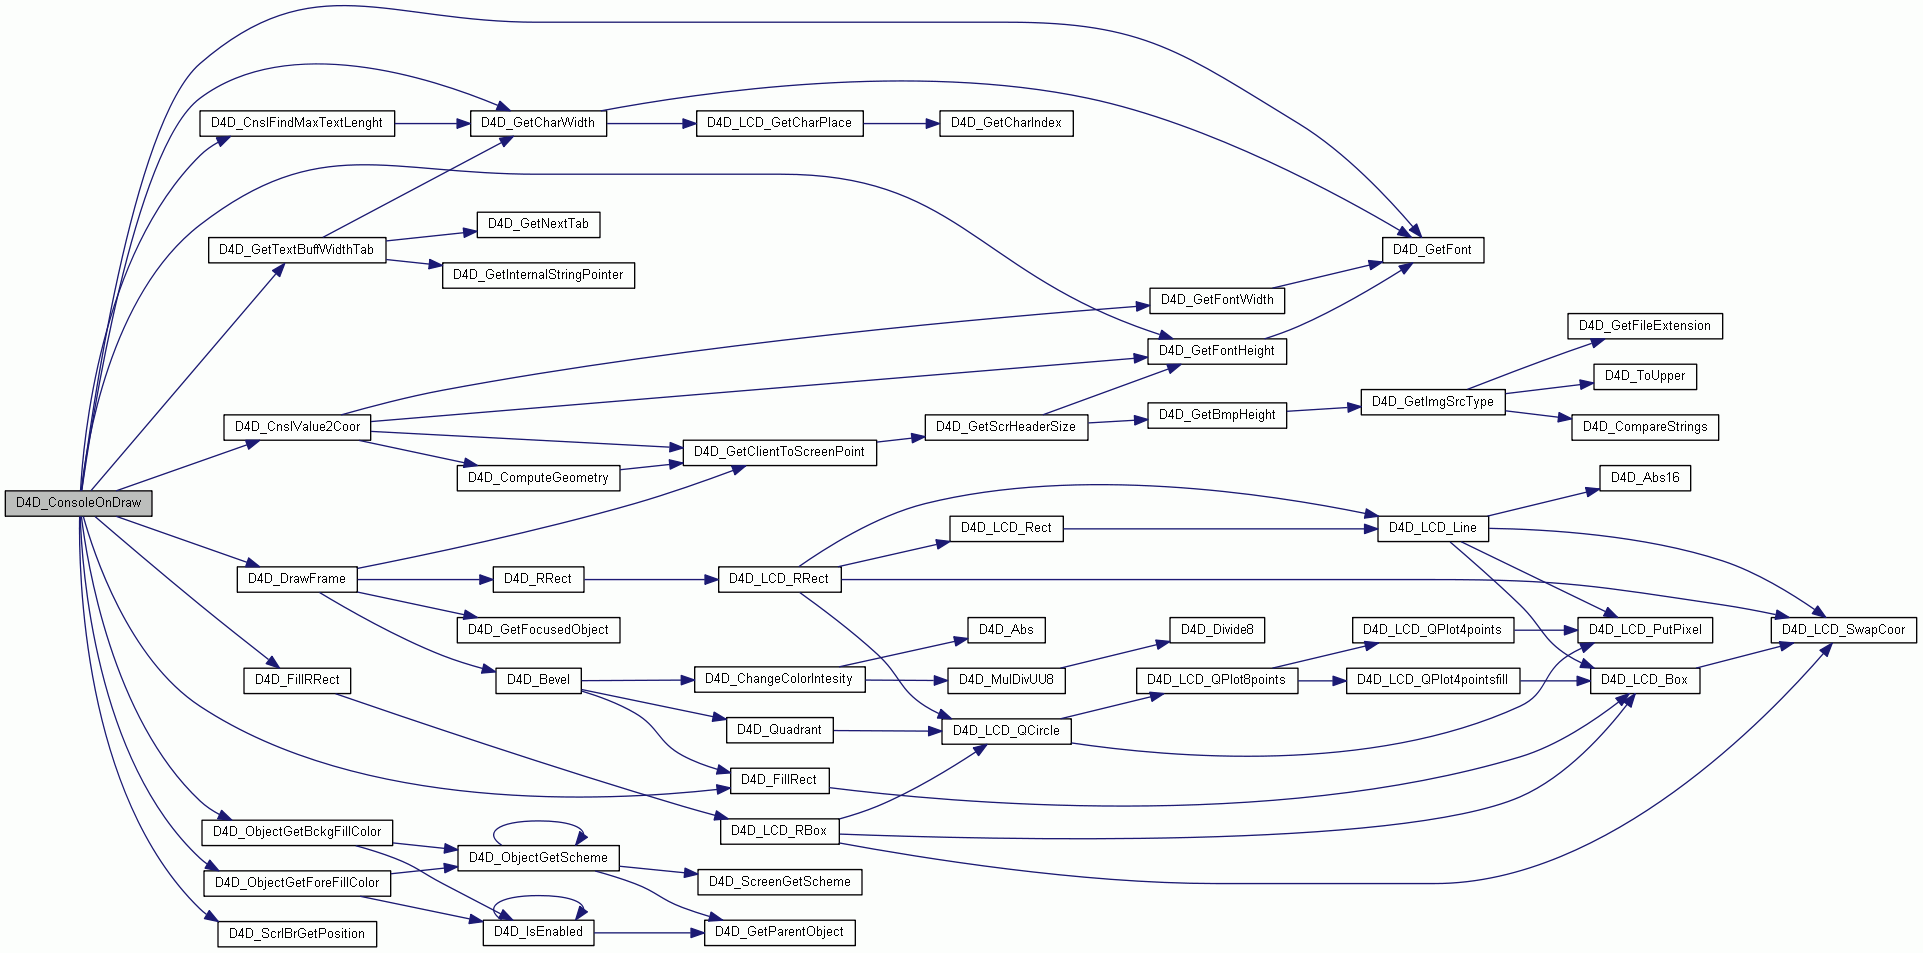 D4D_ConsoleOnDraw
D4D_CnslFindMaxTextLenght
D4D_GetCharWidth
D4D_LCD_GetCharPlace
D4D_GetCharIndex
D4D_GetTextBuffWidthTab
D4D_GetNextTab
D4D_GetInternalStringPointer
D4D_GetFont
D4D_GetFontWidth
D4D_GetFontHeight
D4D_GetFileExtension
D4D_ToUpper
D4D_GetImgSrcType
D4D_GetBmpHeight
D4D_CompareStrings
D4D_CnslValue2Coor
D4D_GetScrHeaderSize
D4D_GetClientToScreenPoint
D4D_ComputeGeometry
D4D_Abs16
D4D_LCD_Rect
D4D_LCD_Line
D4D_DrawFrame
D4D_RRect
D4D_LCD_RRect
D4D_GetFocusedObject
D4D_Abs
D4D_Divide8
D4D_LCD_QPlot4points
D4D_LCD_PutPixel
D4D_LCD_SwapCoor
D4D_FillRRect
D4D_Bevel
D4D_ChangeColorIntesity
D4D_MulDivUU8
D4D_LCD_QPlot8points
D4D_LCD_QPlot4pointsfill
D4D_LCD_Box
D4D_Quadrant
D4D_LCD_QCircle
D4D_FillRect
D4D_LCD_RBox
D4D_ObjectGetBckgFillColor
D4D_ObjectGetScheme
D4D_ObjectGetForeFillColor
D4D_ScreenGetScheme
D4D_ScrlBrGetPosition
D4D_IsEnabled
D4D_GetParentObject